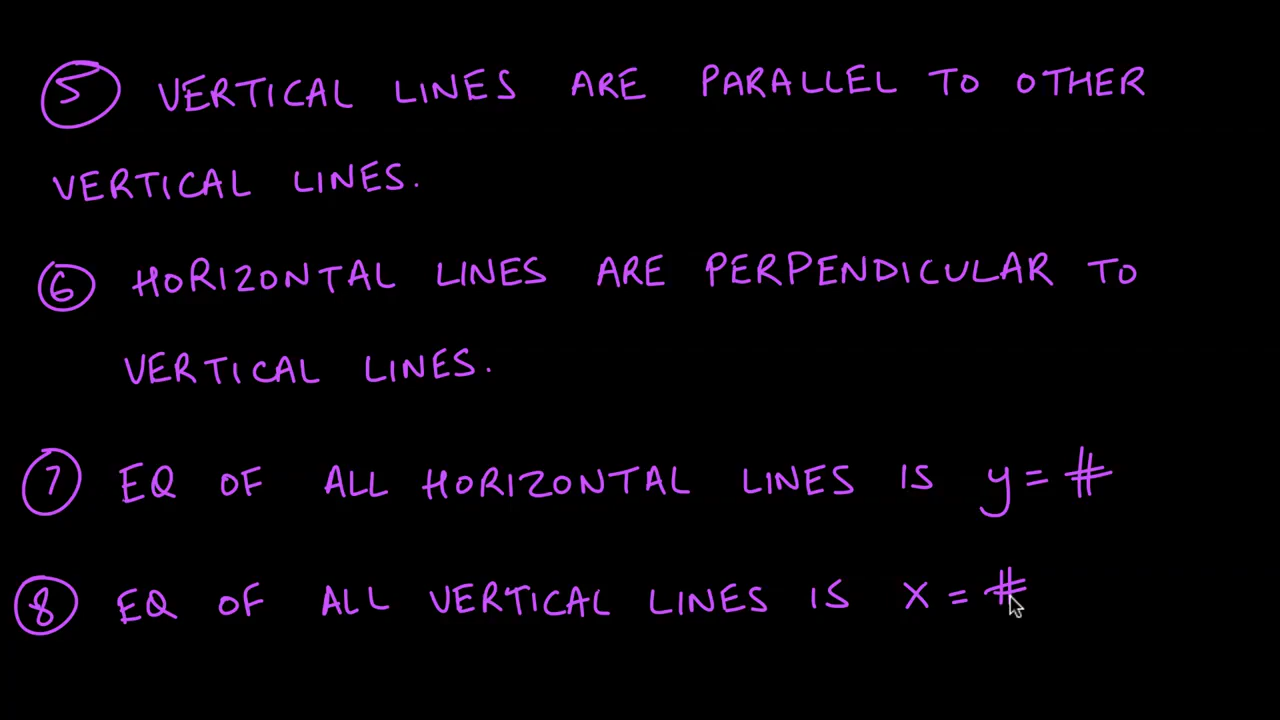 5 VERTICAL LINES ARE PARALLEL TO OTHER
VERTICAL LINES.
6 HORIZONTAL LINES ARE PERPENDICULAR TO
VERTICAL LINES.
7 EQ OF ALL HORIZONTAL LINES IS y = #
8 EQ OF ALL VERTICAL LINES IS x = #